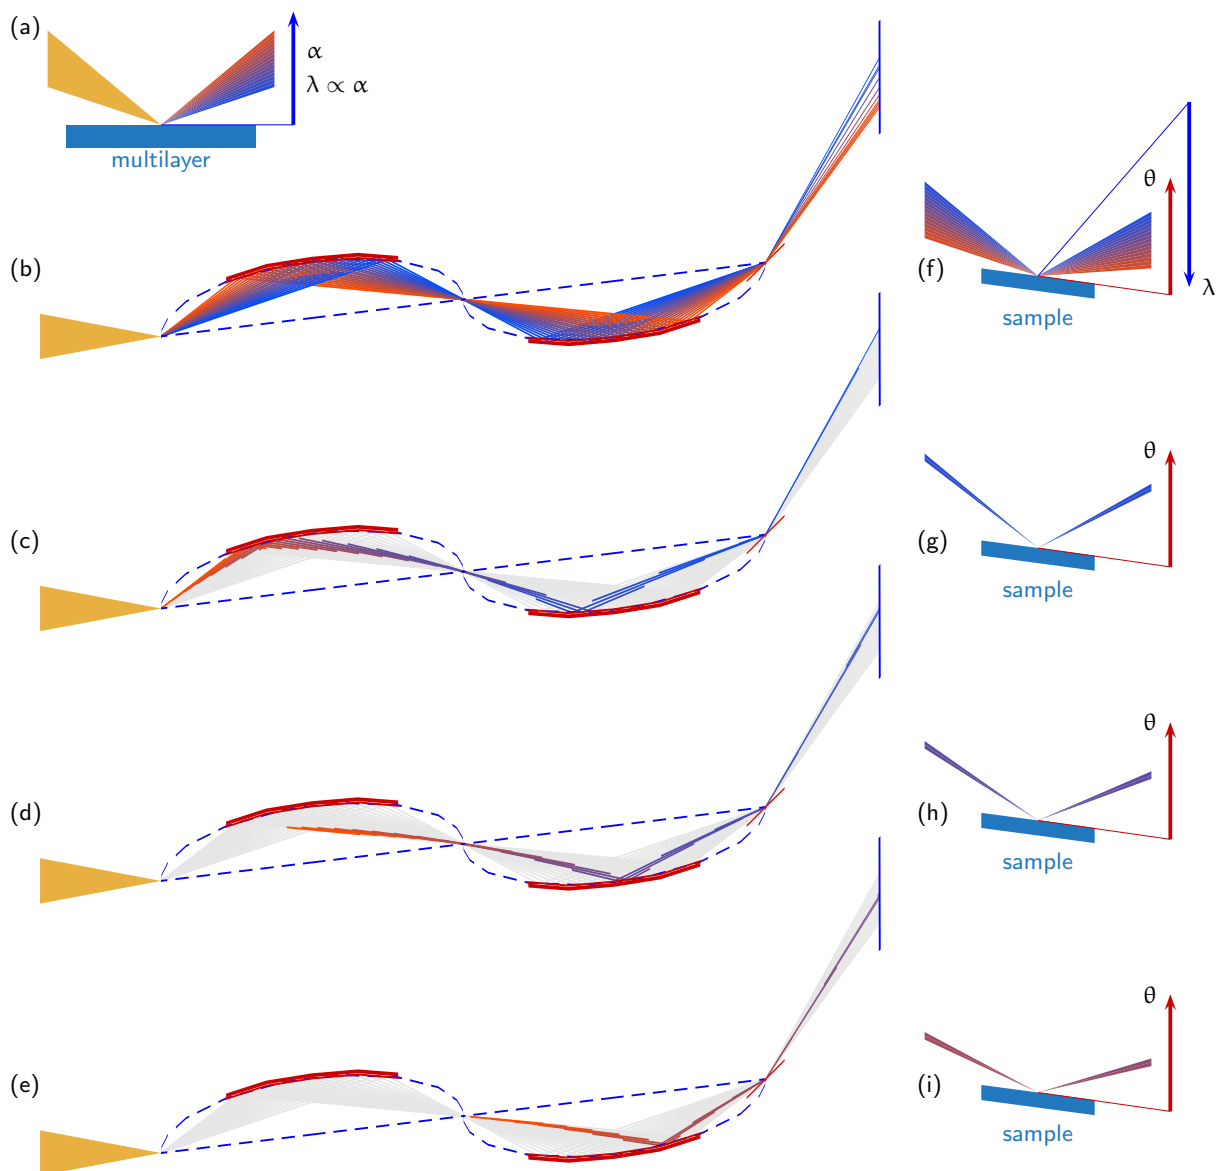 (a)
α
λ ∝ α
multilayer
(b)
(f)
θ
λ
sample
(c)
(g)
θ
sample
(d)
(h)
θ
sample
(e)
(i)
θ
sample